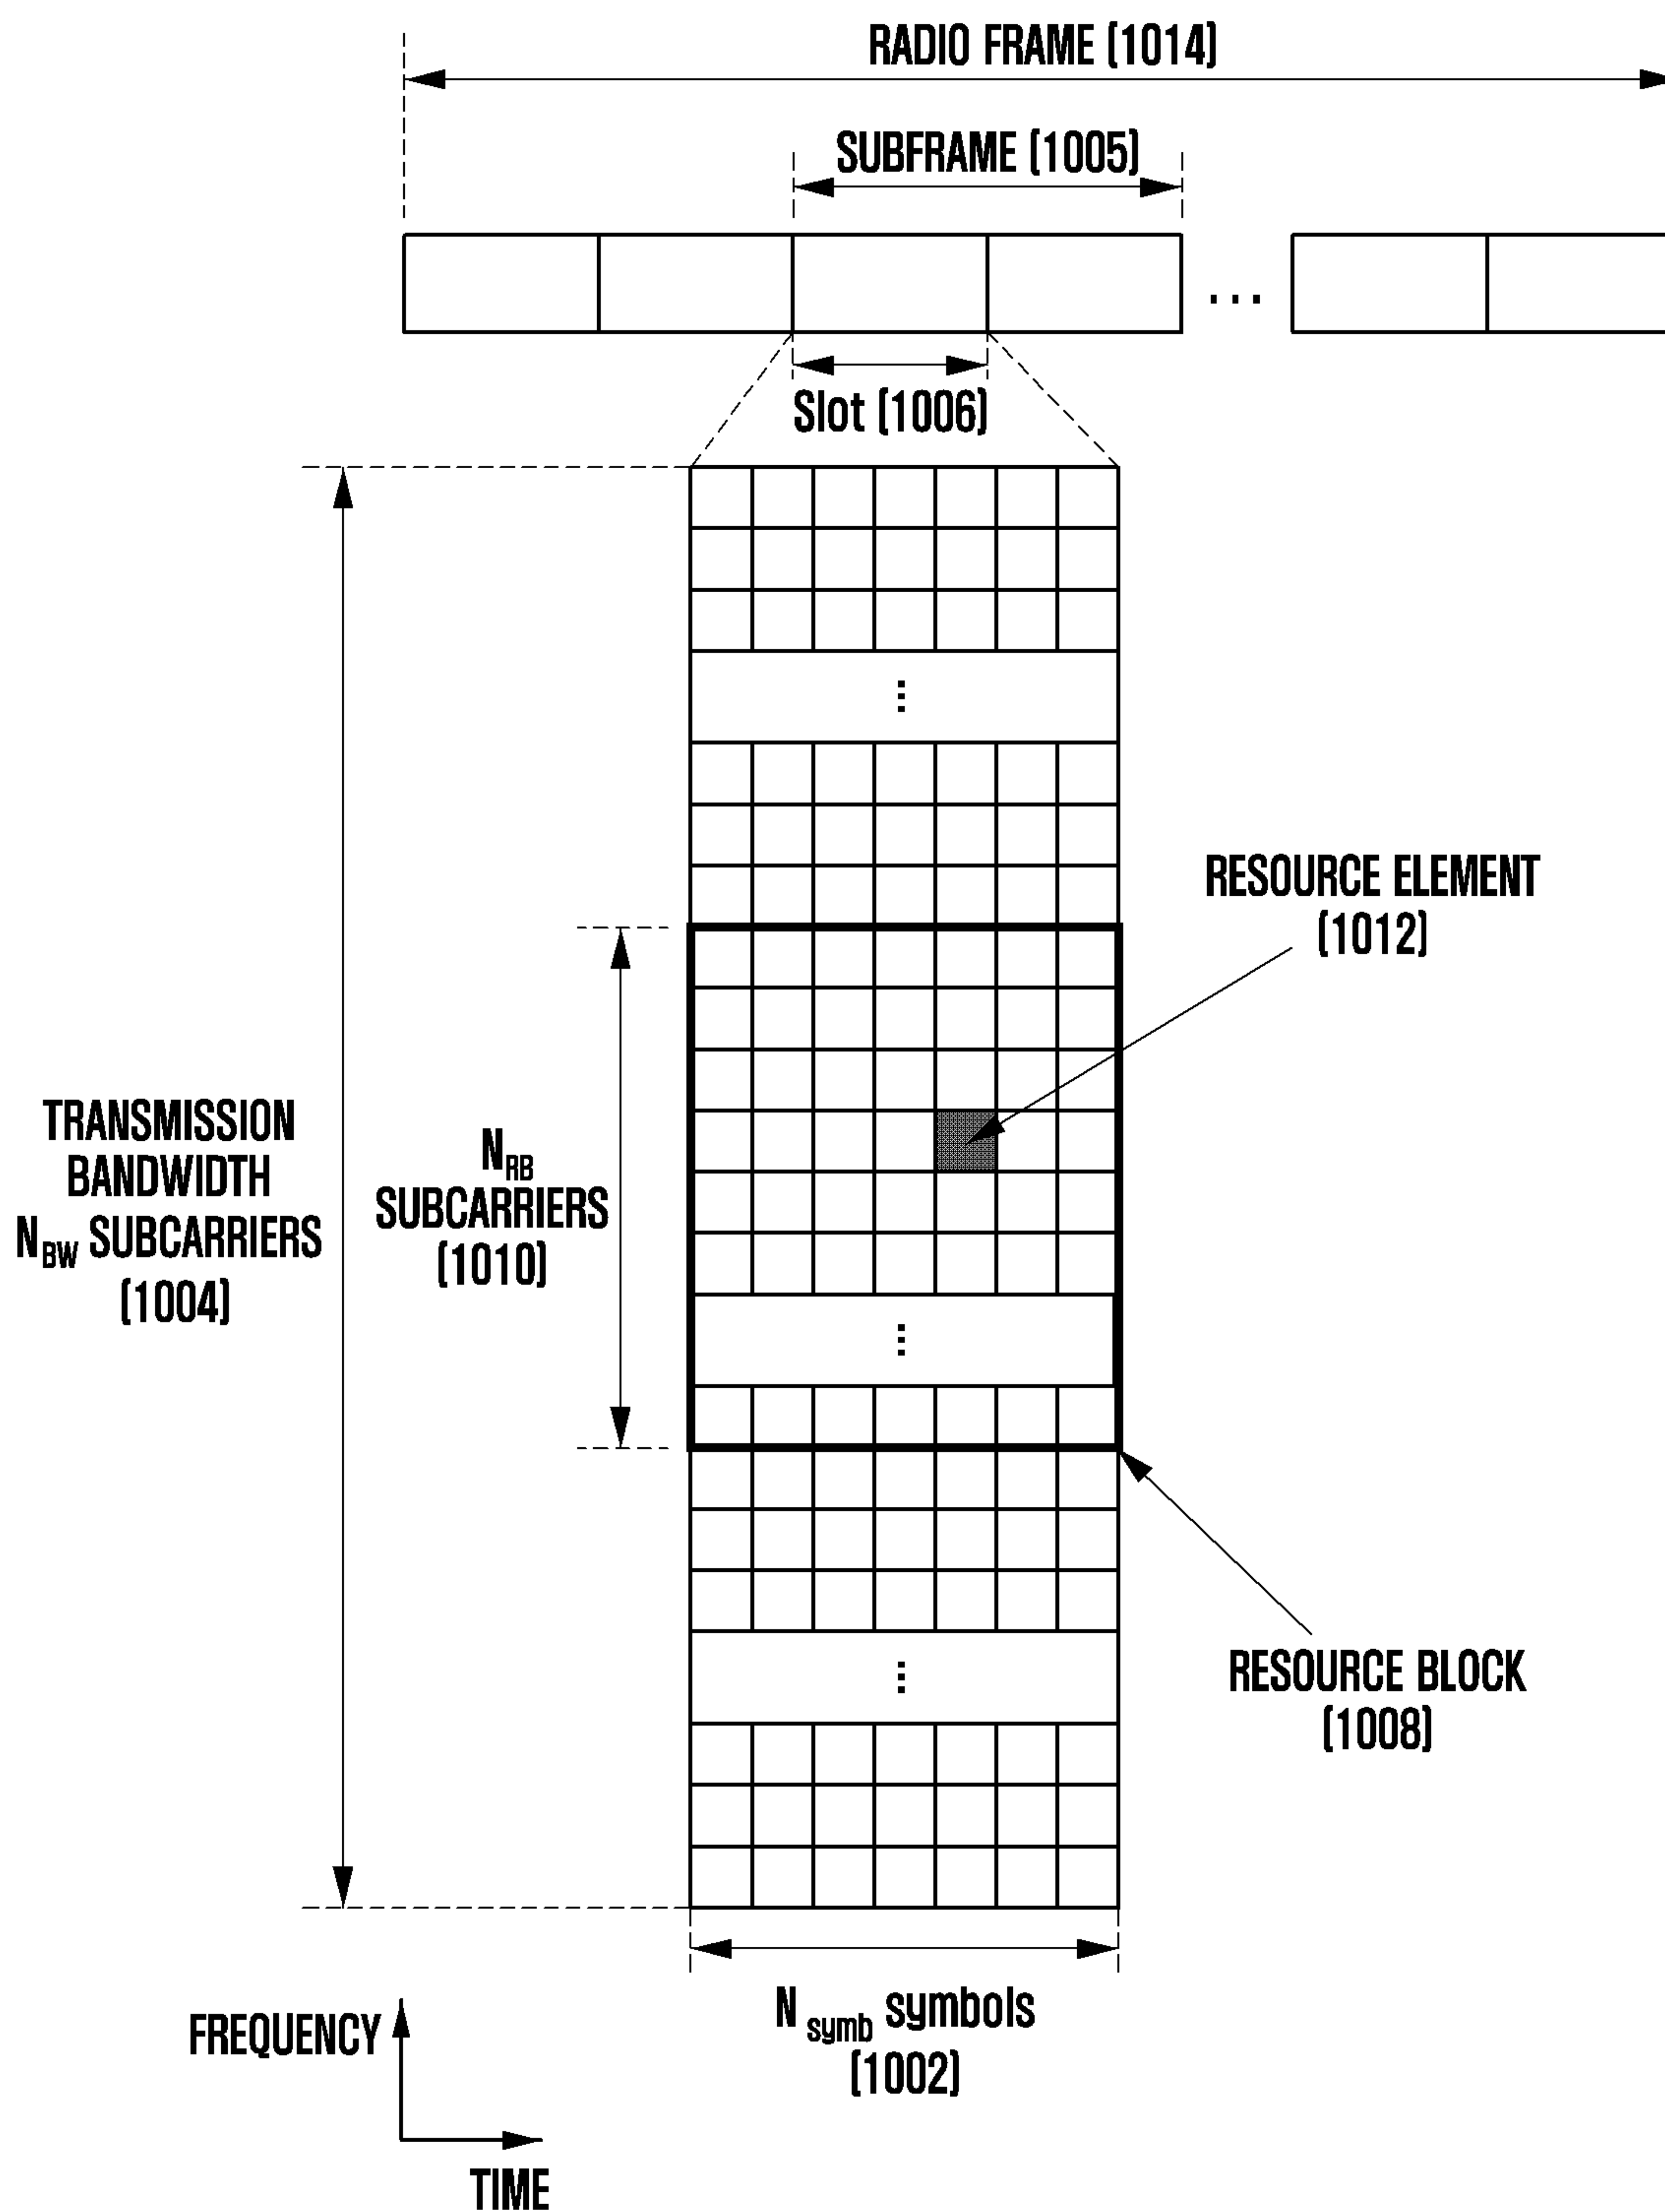 RADIO FRAME (1014)
SUBFRAME (1005)
...
Slot (1006)
RESOURCE ELEMENT
(1012)
TRANSMISSION
BANDWIDTH
N_BW SUBCARRIERS
(1004)
N_RB
SUBCARRIERS
(1010)
RESOURCE BLOCK
(1008)
N_symb symbols
(1002)
FREQUENCY
TIME